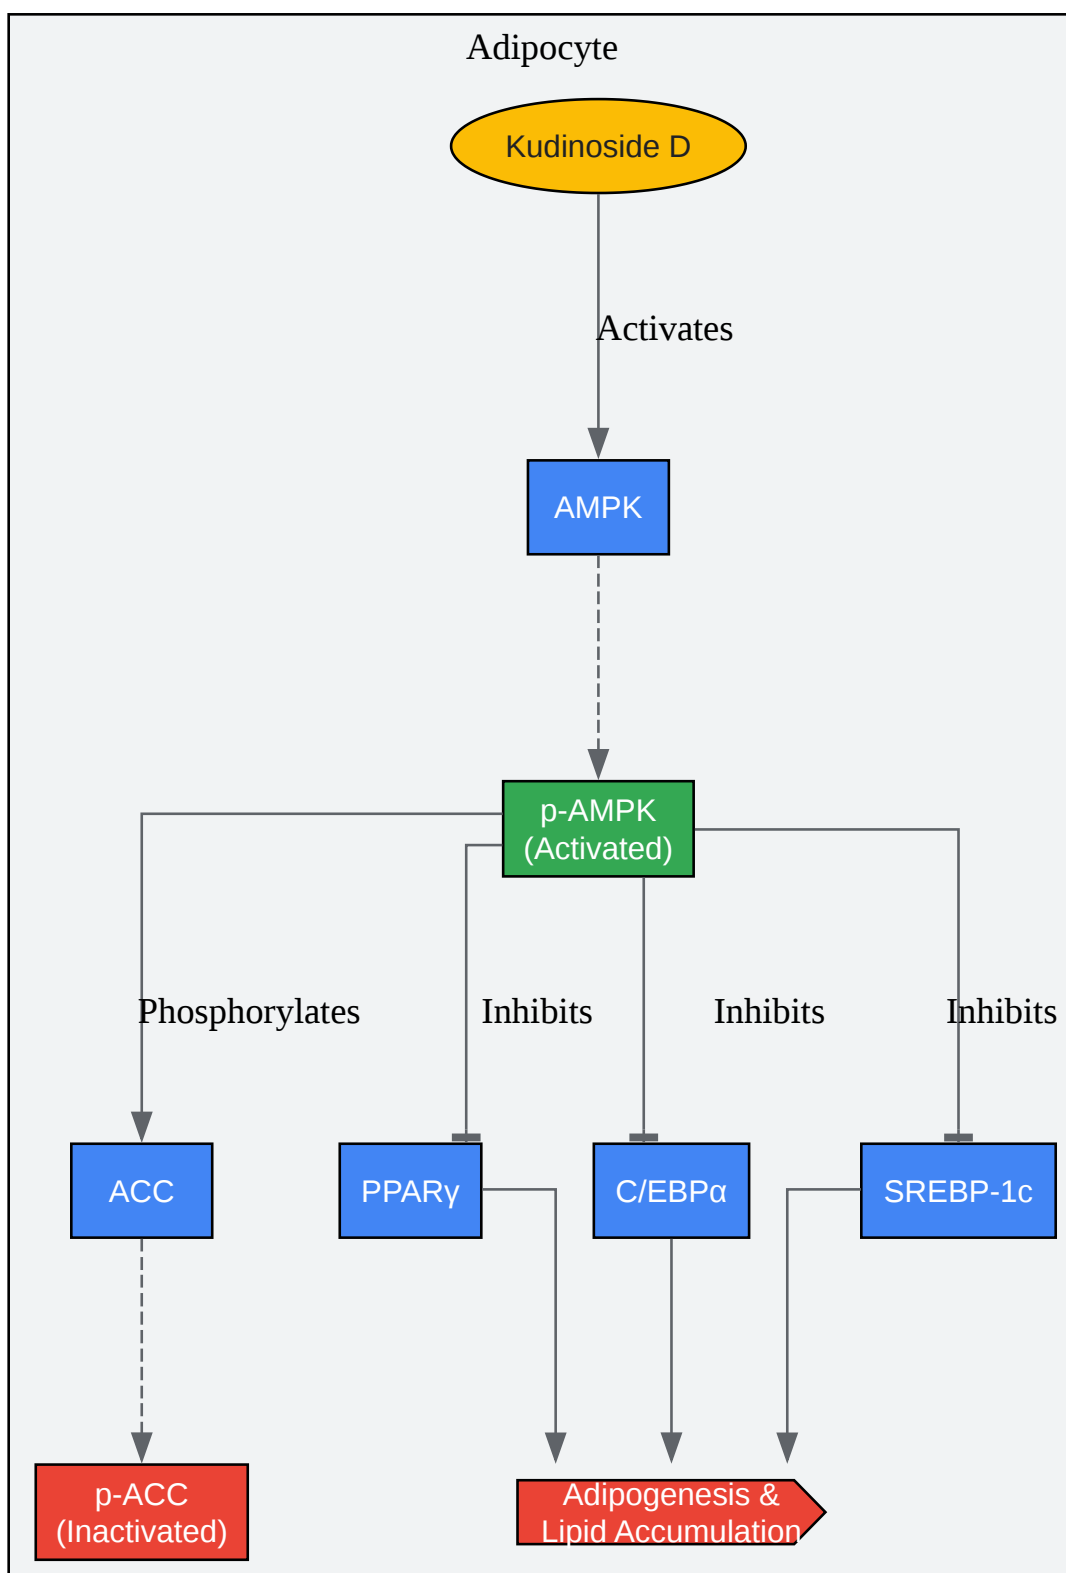 Adipocyte
Kudinoside D
Activates
AMPK
p-AMPK
(Activated)
Phosphorylates
Inhibits
Inhibits
Inhibits
ACC
PPARγ
C/EBPα
SREBP-1c
p-ACC
(Inactivated)
Adipogenesis &
Lipid Accumulation